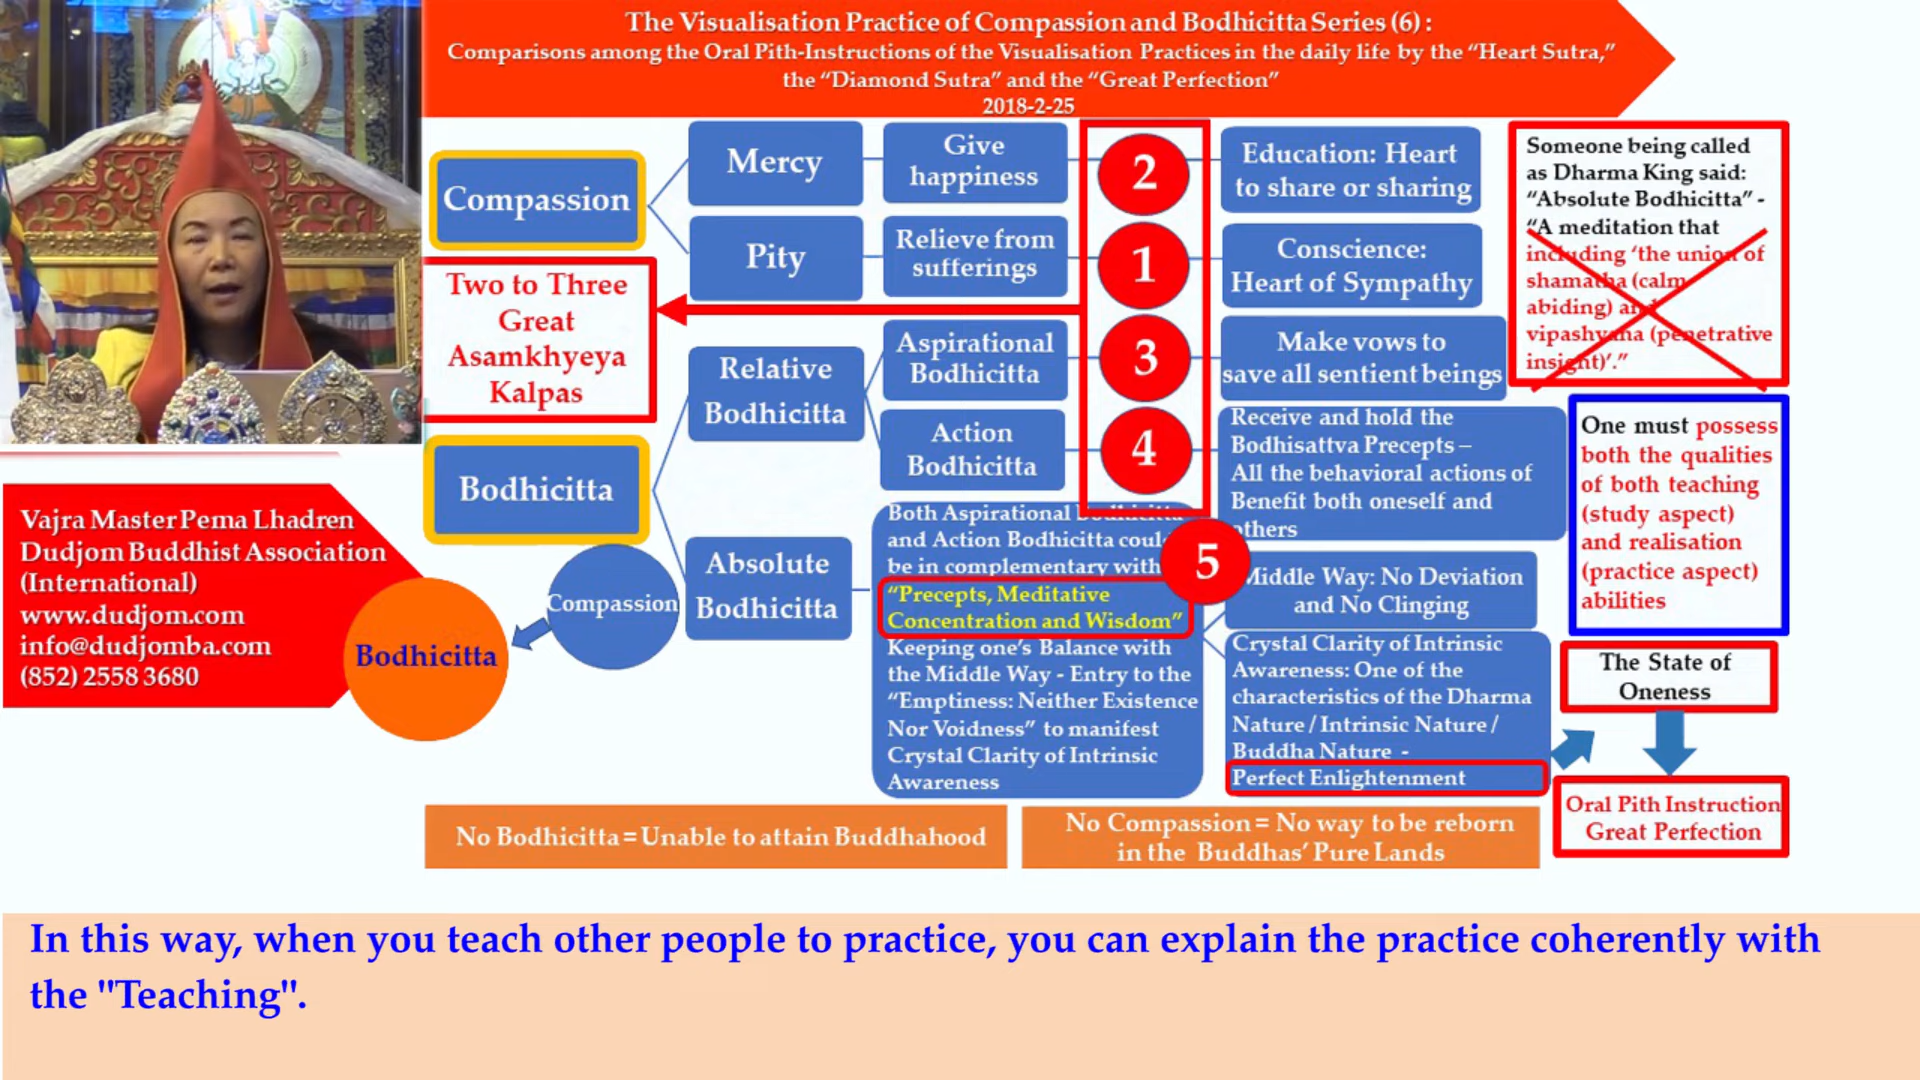 The Visualisation Practice of Compassion and Bodhicitta Series (6) :
Comparisons among the Oral Pith-Instructions of the Visualisation Practices in the daily life by the “Heart Sutra,”
the “Diamond Sutra” and the “Great Perfection”
2018-2-25
Compassion
Mercy
Give
happiness
2
Education: Heart
to share or sharing
Pity
Relieve from
sufferings
1
Conscience:
Heart of Sympathy
Two to Three
Great
Asamkhyeya
Kalpas
Someone being called
as Dharma King said:
“Absolute Bodhicitta” -
“A meditation that
including ‘the union of
shamatha (calm
abiding) and
vipashyana (penetrative
insight)’.”
Bodhicitta
Relative
Bodhicitta
Aspirational
Bodhicitta
3
Make vows to
save all sentient beings
Action
Bodhicitta
4
Receive and hold the
Bodhisattva Precepts –
All the behavioral actions of
Benefit both oneself and
others
One must possess
both the qualities
of both teaching
(study aspect)
and realisation
(practice aspect)
abilities
Absolute
Bodhicitta
Both Aspirational Bodhicitta
and Action Bodhicitta could
be in complementary with
“Precepts, Meditative
Concentration and Wisdom”
Keeping one’s Balance with
the Middle Way - Entry to the
“Emptiness: Neither Existence
Nor Voidness” to manifest
Crystal Clarity of Intrinsic
Awareness
5
Middle Way: No Deviation
and No Clinging
Crystal Clarity of Intrinsic
Awareness: One of the
characteristics of the Dharma
Nature / Intrinsic Nature /
Buddha Nature -
Perfect Enlightenment
The State of
Oneness
Oral Pith Instruction
Great Perfection
Compassion
Bodhicitta
Vajra Master Pema Lhadren
Dudjom Buddhist Association
(International)
www.dudjom.com
info@dudjomba.com
(852) 2558 3680
No Bodhicitta = Unable to attain Buddhahood
No Compassion = No way to be reborn
in the Buddhas’ Pure Lands
In this way, when you teach other people to practice, you can explain the practice coherently with
the "Teaching".